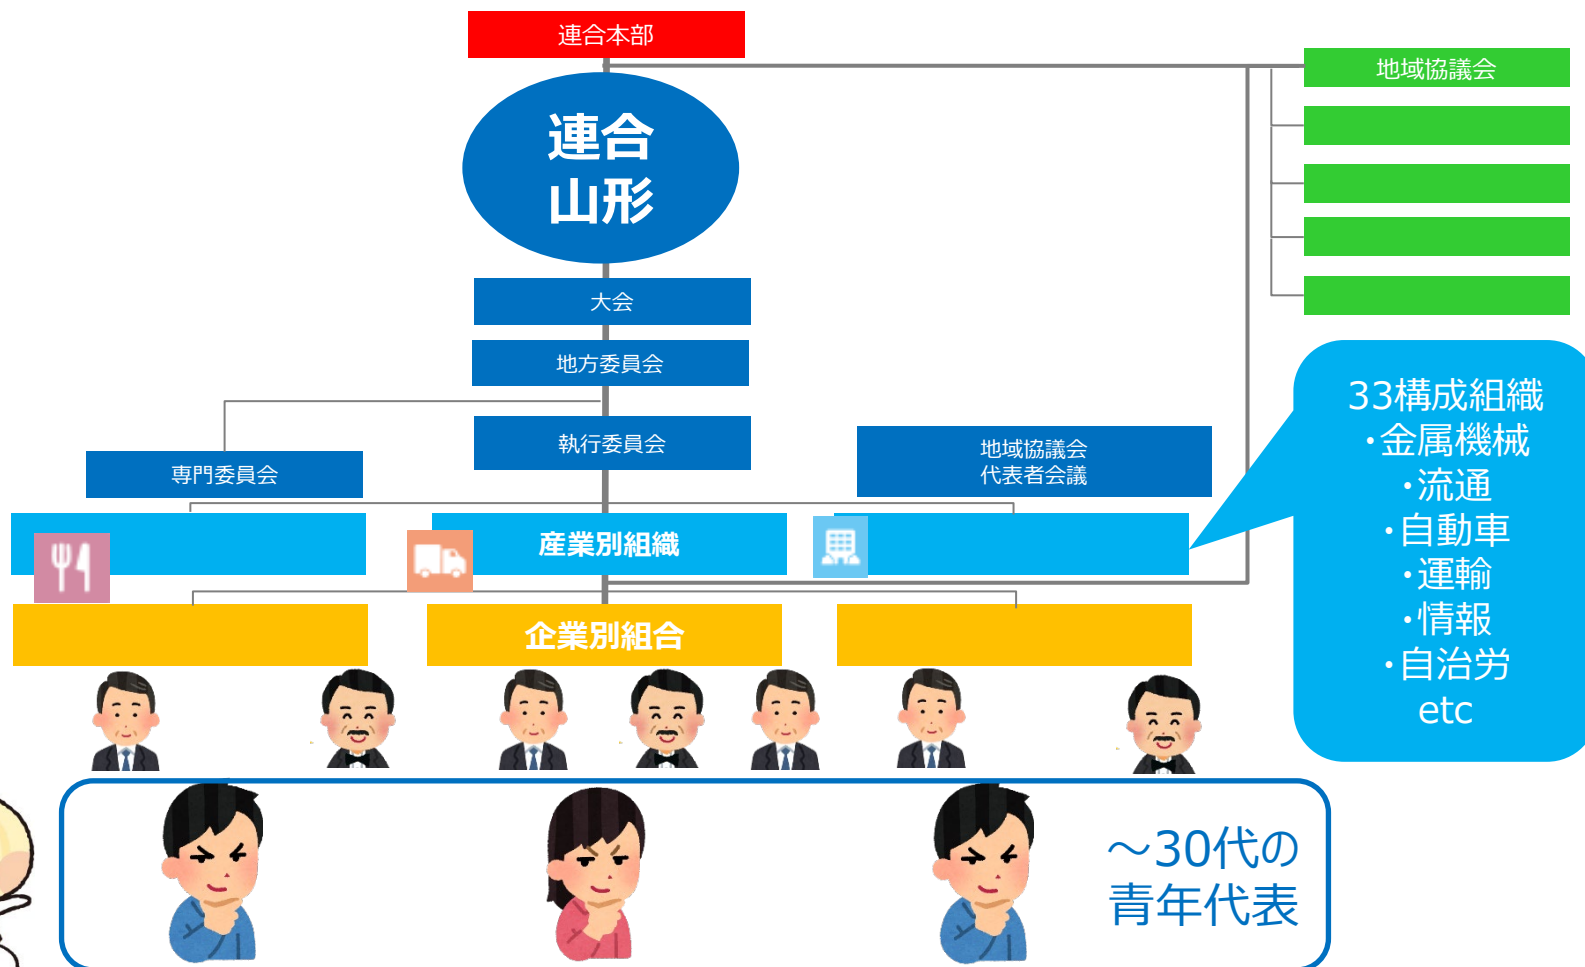 連合本部
地域協議会
連合
山形
大会
地方委員会
執行委員会
専門委員会
地域協議会
代表者会議
産業別組織
企業別組合
33構成組織
・金属機械
・流通
・自動車
・運輸
・情報
・自治労
etc
～30代の
青年代表